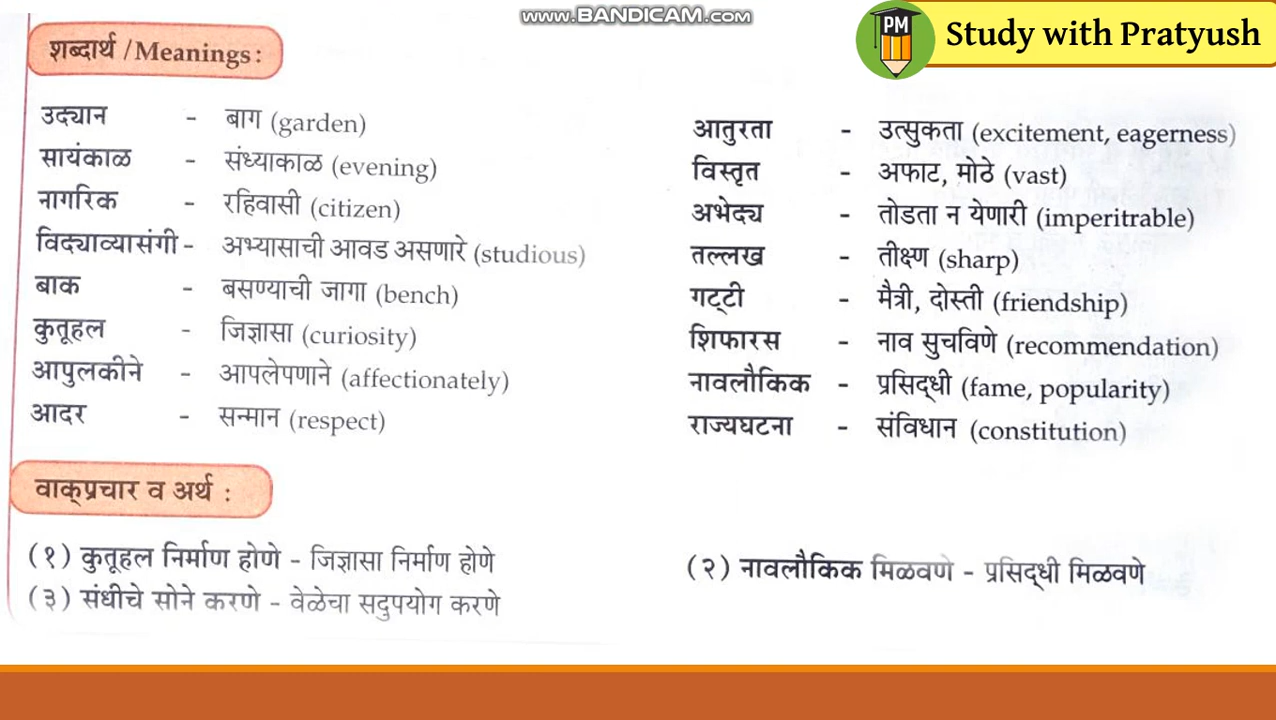 www.BANDICAM.com
PM
Study with Pratyush
शब्दार्थ /Meanings :
उद्यान - बाग (garden)
सायंकाळ - संध्याकाळ (evening)
नागरिक - रहिवासी (citizen)
विद्याव्यासंगी - अभ्यासाची आवड असणारे (studious)
बाक - बसण्याची जागा (bench)
कुतूहल - जिज्ञासा (curiosity)
आपुलकीने - आपलेपणाने (affectionately)
आदर - सन्मान (respect)
आतुरता - उत्सुकता (excitement, eagerness)
विस्तृत - अफाट, मोठे (vast)
अभेद्य - तोडता न येणारी (imperitrable)
तल्लख - तीक्ष्ण (sharp)
गट्टी - मैत्री, दोस्ती (friendship)
शिफारस - नाव सुचविणे (recommendation)
नावलौकिक - प्रसिद्धी (fame, popularity)
राज्यघटना - संविधान (constitution)
वाक्प्रचार व अर्थ :
(१) कुतूहल निर्माण होणे - जिज्ञासा निर्माण होणे
(२) नावलौकिक मिळवणे - प्रसिद्धी मिळवणे
(३) संधीचे सोने करणे - वेळेचा सदुपयोग करणे